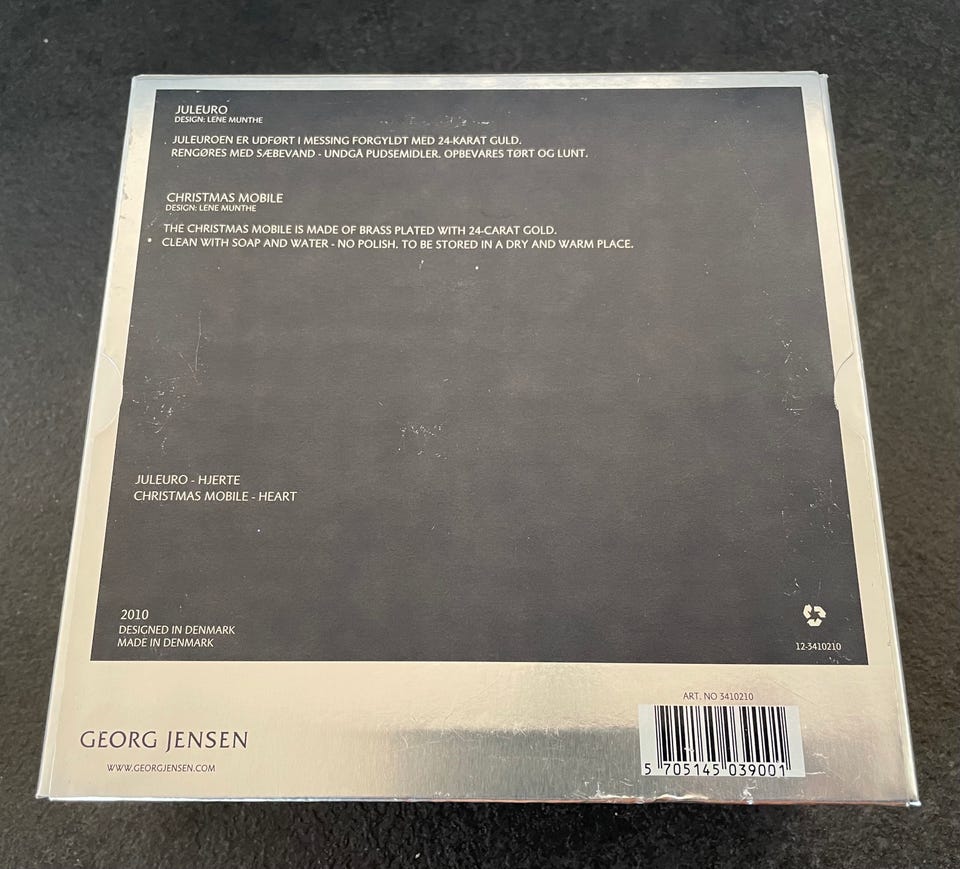 JULEURO
DESIGN: LENE MUNTHE
JULEUROEN ER UDFØRT I MESSING FORGYLDT MED 24-KARAT GULD.
RENGØRES MED SÆBEVAND - UNDGÅ PUDSEMIDLER. OPBEVARES TØRT OG LUNT.
CHRISTMAS MOBILE
DESIGN: LENE MUNTHE
THE CHRISTMAS MOBILE IS MADE OF BRASS PLATED WITH 24-CARAT GOLD.
CLEAN WITH SOAP AND WATER - NO POLISH. TO BE STORED IN A DRY AND WARM PLACE.
JULEURO - HJERTE
CHRISTMAS MOBILE - HEART
2010
DESIGNED IN DENMARK
MADE IN DENMARK
12-3410210
ART. NO 3410210
5 705145 039001
GEORG JENSEN
WWW.GEORGJENSEN.COM